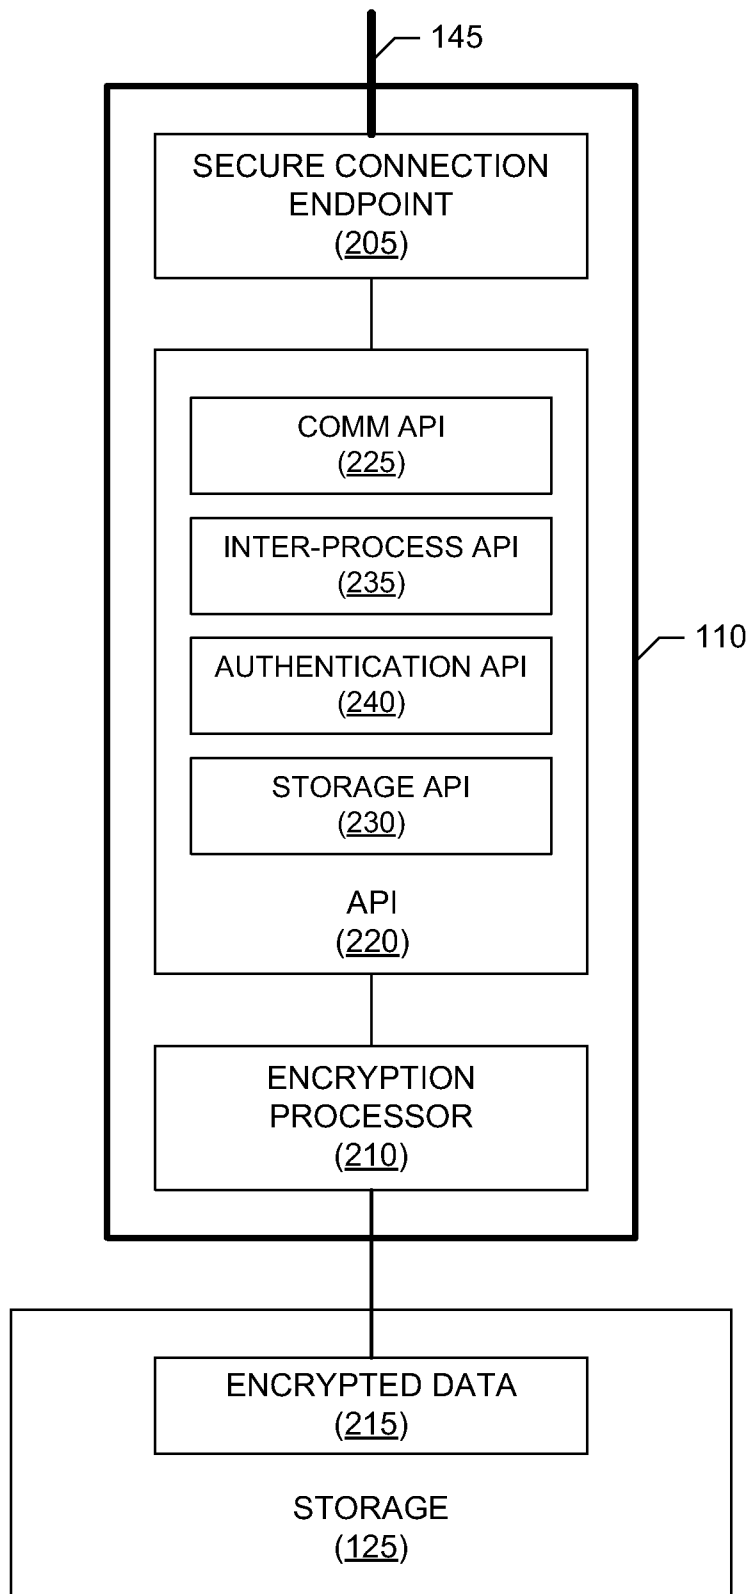 145
SECURE CONNECTION
ENDPOINT
(205)
COMM API
(225)
INTER-PROCESS API
(235)
110
AUTHENTICATION API
(240)
STORAGE API
(230)
API
(220)
ENCRYPTION
PROCESSOR
(210)
ENCRYPTED DATA
(215)
STORAGE
(125)